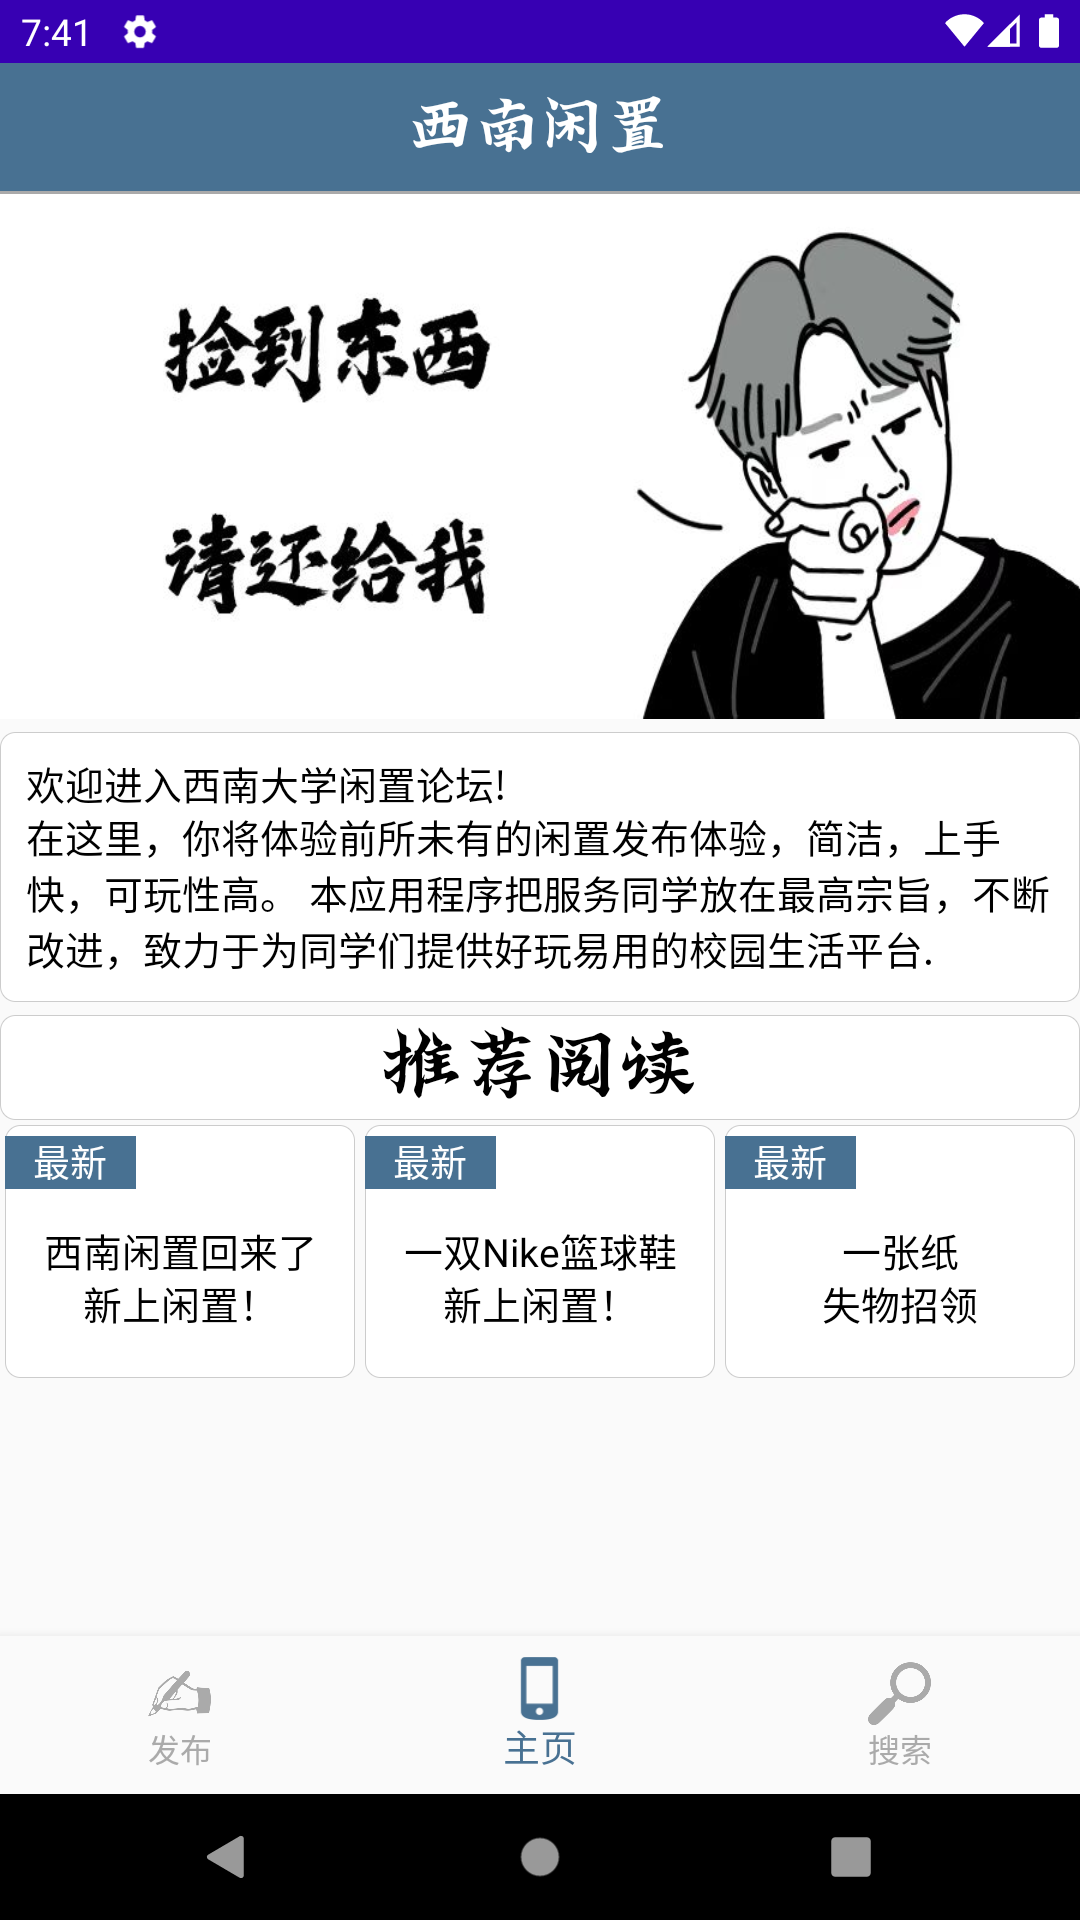 7:41
西南闲置
捡到东西
请还给我
欢迎进入西南大学闲置论坛!
在这里，你将体验前所未有的闲置发布体验，简洁，上手
快，可玩性高。 本应用程序把服务同学放在最高宗旨，不断
改进，致力于为同学们提供好玩易用的校园生活平台.
推荐阅读
最新
西南闲置回来了
新上闲置！
最新
一双Nike篮球鞋
新上闲置！
最新
一张纸
失物招领
发布
主页
搜索